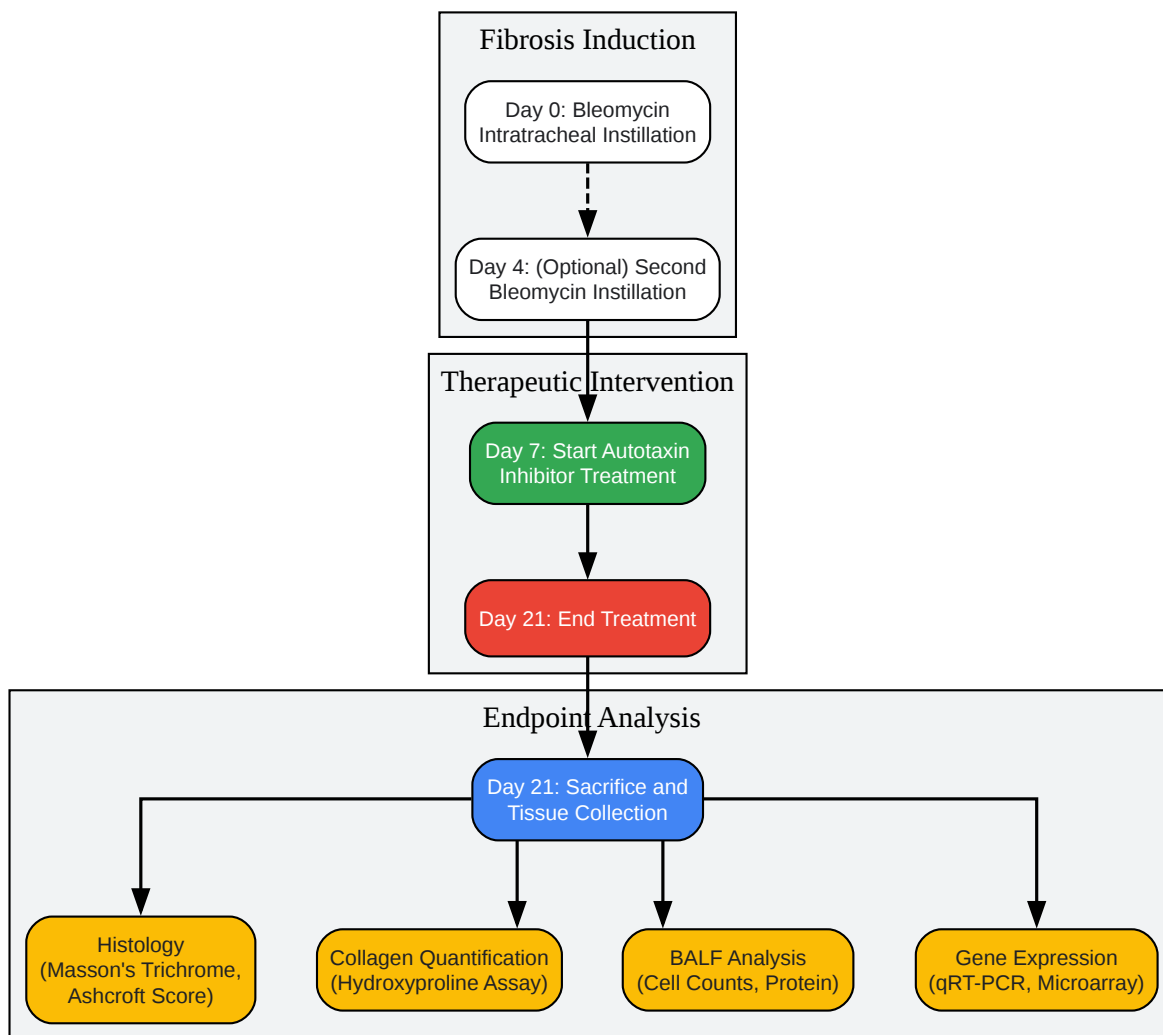 Fibrosis Induction
Day 0: Bleomycin
Intratracheal Instillation
Day 4: (Optional) Second
Bleomycin Instillation
Therapeutic Intervention
Day 7: Start Autotaxin
Inhibitor Treatment
Day 21: End Treatment
Endpoint Analysis
Day 21: Sacrifice and
Tissue Collection
Histology
(Masson's Trichrome,
Ashcroft Score)
Collagen Quantification
(Hydroxyproline Assay)
BALF Analysis
(Cell Counts, Protein)
Gene Expression
(qRT-PCR, Microarray)